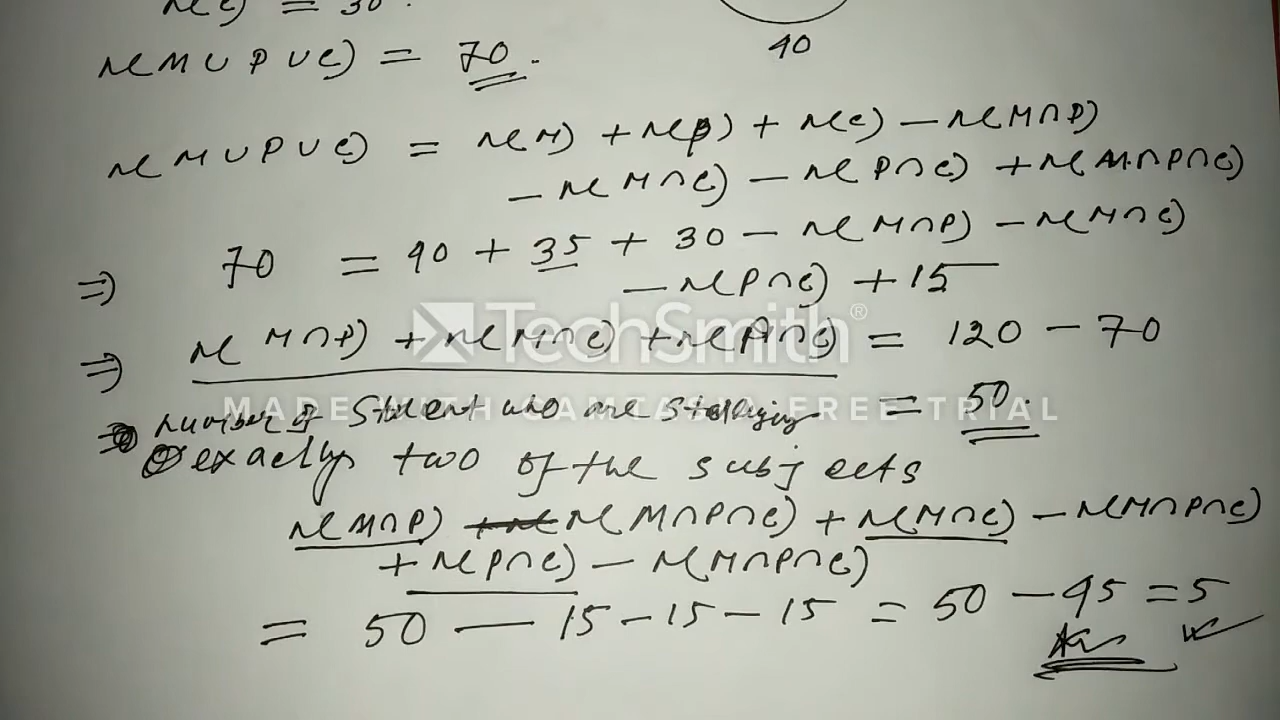 n(C) = 30.
40
n(M∪P∪C) = 70.
n(M∪P∪C) = n(M) + n(P) + n(C) - n(M∩P)
- n(M∩C) - n(P∩C) + n(M∩P∩C)
⇒ 70 = 40 + 35 + 30 - n(M∩P) - n(M∩C)
- n(P∩C) + 15
⇒ n(M∩P) + n(M∩C) + n(P∩C) = 120 - 70
TechSmith®
MADE WITH CAMTASIA FREE TRIAL
number of Student who are studying = 50.
exactly two of the subjects
n(M∩P) n(M∩P∩C) + n(M∩C) - n(M∩P∩C)
+ n(P∩C) - n(M∩P∩C)
= 50 - 15 - 15 - 15 = 50 - 45 = 5
Ans